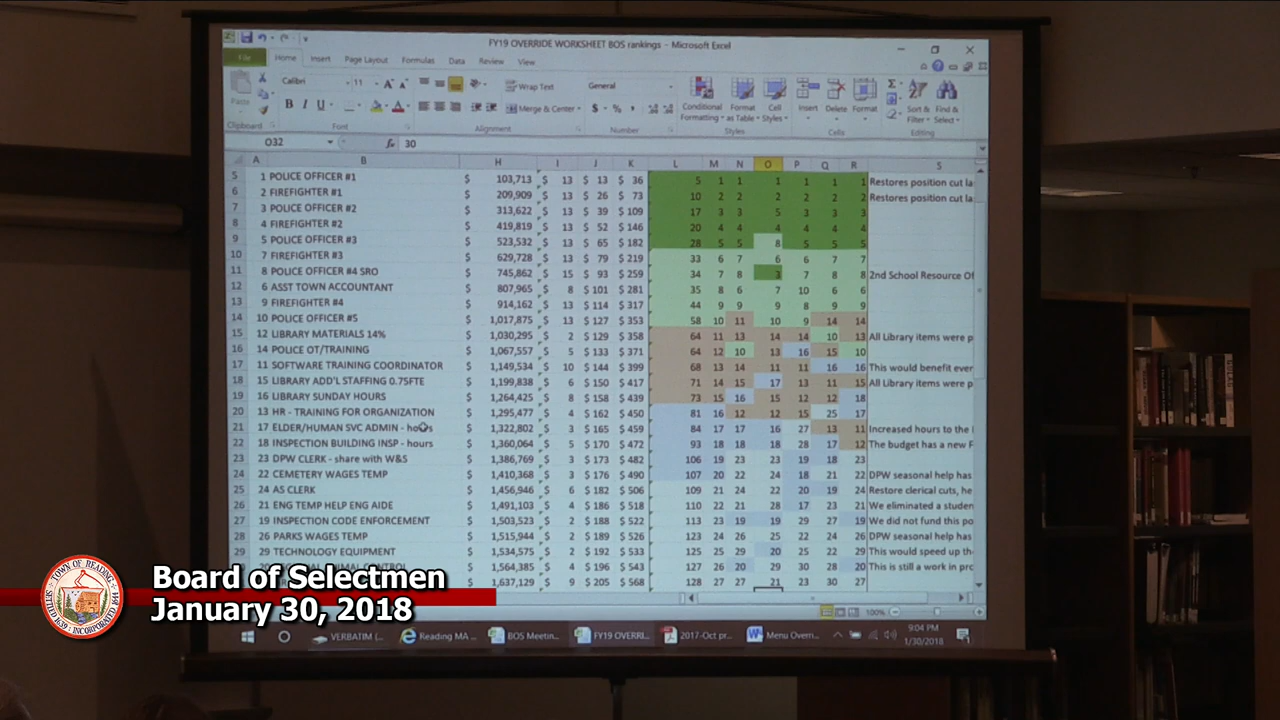 FY19 OVERRIDE WORKSHEET BOS rankings - Microsoft Excel
File Home Insert Page Layout Formulas Data Review View
Calibri 11 Wrap Text General
Paste B I U Merge & Center $ % , Conditional Formatting Format as Table Cell Styles Insert Delete Format Sort & Filter Find & Select
Clipboard Font Alignment Number Styles Cells Editing
O32 fx 30
A B H I J K L M N O P Q R S
5 1 POLICE OFFICER #1 $ 103,713 $ 13 $ 13 $ 36 5 1 1 1 1 1 1 Restores position cut la
6 2 FIREFIGHTER #1 $ 209,909 $ 13 $ 26 $ 73 10 2 2 2 2 2 2 Restores position cut la
7 3 POLICE OFFICER #2 $ 313,622 $ 13 $ 39 $ 109 17 3 3 5 3 3 3
8 4 FIREFIGHTER #2 $ 419,819 $ 13 $ 52 $ 146 20 4 4 4 4 4 4
9 5 POLICE OFFICER #3 $ 523,532 $ 13 $ 65 $ 182 28 5 5 8 5 5 5
10 7 FIREFIGHTER #3 $ 629,728 $ 13 $ 79 $ 219 33 6 7 6 6 7 7
11 8 POLICE OFFICER #4 SRO $ 745,862 $ 15 $ 93 $ 259 34 7 8 3 7 8 8 2nd School Resource Of
12 6 ASST TOWN ACCOUNTANT $ 807,965 $ 8 $ 101 $ 281 35 8 6 7 10 6 6
13 9 FIREFIGHTER #4 $ 914,162 $ 13 $ 114 $ 317 44 9 9 9 8 9 9
14 10 POLICE OFFICER #5 $ 1,017,875 $ 13 $ 127 $ 353 58 10 11 10 9 14 14
15 12 LIBRARY MATERIALS 14% $ 1,030,295 $ 2 $ 129 $ 358 64 11 13 14 14 10 13 All Library items were p
16 14 POLICE OT/TRAINING $ 1,067,557 $ 5 $ 133 $ 371 64 12 10 13 16 15 10
17 11 SOFTWARE TRAINING COORDINATOR $ 1,149,534 $ 10 $ 144 $ 399 68 13 14 11 11 16 16 This would benefit ever
18 15 LIBRARY ADD'L STAFFING 0.75FTE $ 1,199,838 $ 6 $ 150 $ 417 71 14 15 17 13 11 15 All Library items were p
19 16 LIBRARY SUNDAY HOURS $ 1,264,425 $ 8 $ 158 $ 439 73 15 16 15 12 12 18
20 13 HR - TRAINING FOR ORGANIZATION $ 1,295,477 $ 4 $ 162 $ 450 81 16 12 12 15 25 17
21 17 ELDER/HUMAN SVC ADMIN - hours $ 1,322,802 $ 3 $ 165 $ 459 84 17 17 16 27 13 11 Increased hours to the
22 18 INSPECTION BUILDING INSP - hours $ 1,360,064 $ 5 $ 170 $ 472 93 18 18 18 28 17 12 The budget has a new F
23 23 DPW CLERK - share with W&S $ 1,386,769 $ 3 $ 173 $ 482 106 19 23 23 19 18 23
24 22 CEMETERY WAGES TEMP $ 1,410,368 $ 3 $ 176 $ 490 107 20 22 24 18 21 22 DPW seasonal help has
25 24 AS CLERK $ 1,456,946 $ 6 $ 182 $ 506 109 21 24 22 20 19 24 Restore clerical cuts, he
26 21 ENG TEMP HELP ENG AIDE $ 1,491,103 $ 4 $ 186 $ 518 110 22 21 28 17 23 21 We eliminated a studen
27 19 INSPECTION CODE ENFORCEMENT $ 1,503,523 $ 2 $ 188 $ 522 113 23 19 19 29 27 19 We did not fund this po
28 26 PARKS WAGES TEMP $ 1,515,944 $ 2 $ 189 $ 526 123 24 26 25 22 24 26 DPW seasonal help has
29 29 TECHNOLOGY EQUIPMENT $ 1,534,575 $ 2 $ 192 $ 533 125 25 29 20 25 22 29 This would speed up th
$ 1,564,385 $ 4 $ 196 $ 543 127 26 20 29 30 28 20 This is still a work in pro
$ 1,637,129 $ 9 $ 205 $ 568 128 27 27 21 23 30 27
100%
VERBATIM (... Reading MA ... BOS Meetin... FY19 OVERRI... 2017-Oct pr... Menu Overri... 9:04 PM
1/30/2018
TOWN OF READING
SETTLED 1639 INCORPORATED 1644
Board of Selectmen
January 30, 2018